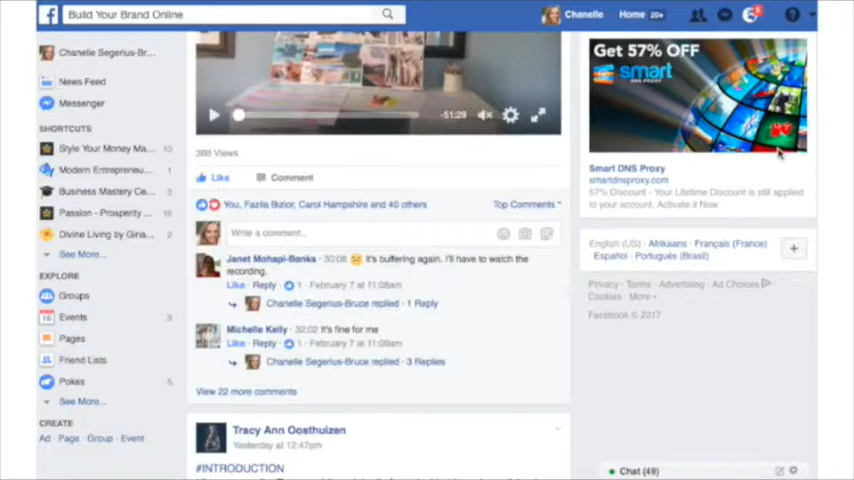 Build Your Brand Online
Chanelle
Home 20+
Chanelle Segerius-Br...
News Feed
Messenger
SHORTCUTS
Style Your Money Ma... 10
Modern Entrepreneu... 1
Business Mastery Ce... 3
Passion - Prosperity ...
Divine Living by Gina... 2
See More...
EXPLORE
Groups
Events 3
Pages
Friend Lists
Pokes 5
See More...
CREATE
Ad · Page · Group · Event
-51:28
388 Views
Like Comment
You, Fazila Bizior, Carol Hampshire and 40 others
Top Comments
Write a comment...
Janet Mohapi-Banka · 30:08 It's buffering again. I'll have to watch the
recording.
Like · Reply · 1 · February 7 at 11:08am
Chanelle Segerius-Bruce replied · 1 Reply
Michelle Kelly · 32:02 It's fine for me
Like · Reply · 1 · February 7 at 11:09am
Chanelle Segerius-Bruce replied · 3 Replies
View 22 more comments
Tracy Ann Oosthuizen
Yesterday at 12:47pm
#INTRODUCTION
Get 57% OFF
smart
DNS PROXY
Smart DNS Proxy
smartdnsproxy.com
57% Discount - Your Lifetime Discount is still applied
to your account. Activate it Now.
English (US) · Afrikaans · Français (France)
Español · Português (Brasil)
Privacy · Terms · Advertising · Ad Choices
Cookies · More
Facebook © 2017
Chat (49)